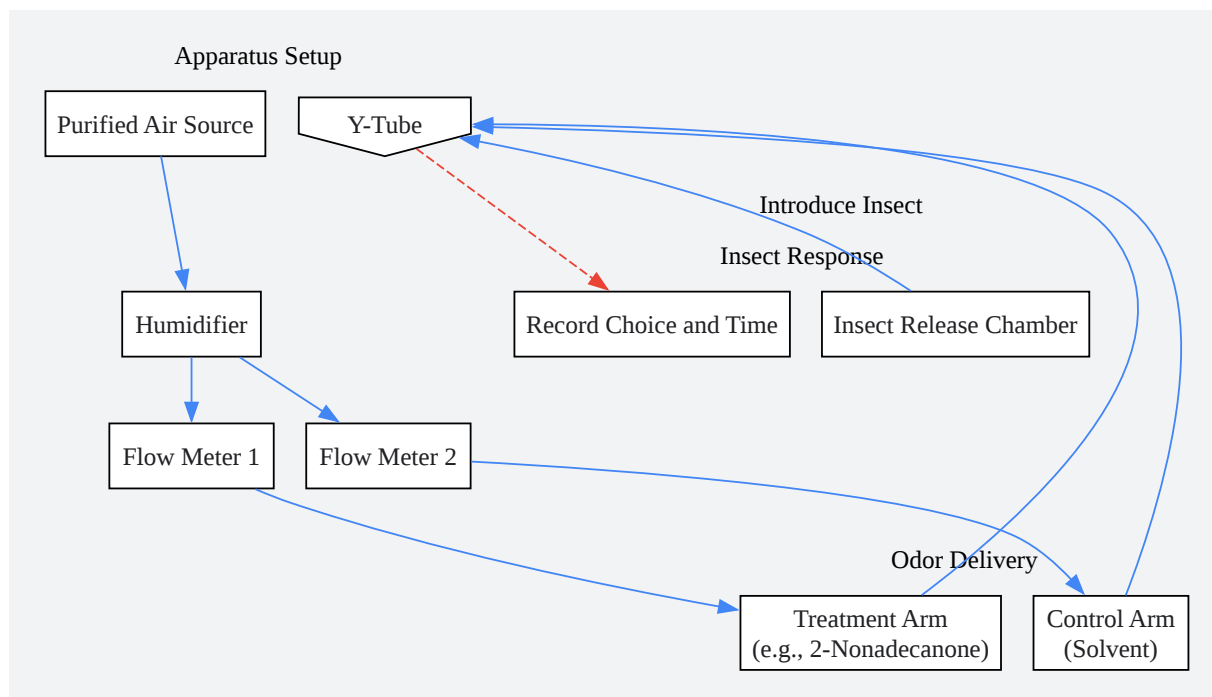 Apparatus Setup
Purified Air Source
Y-Tube
Introduce Insect
Insect Response
Humidifier
Record Choice and Time
Insect Release Chamber
Flow Meter 1
Flow Meter 2
Odor Delivery
Treatment Arm
(e.g., 2-Nonadecanone)
Control Arm
(Solvent)